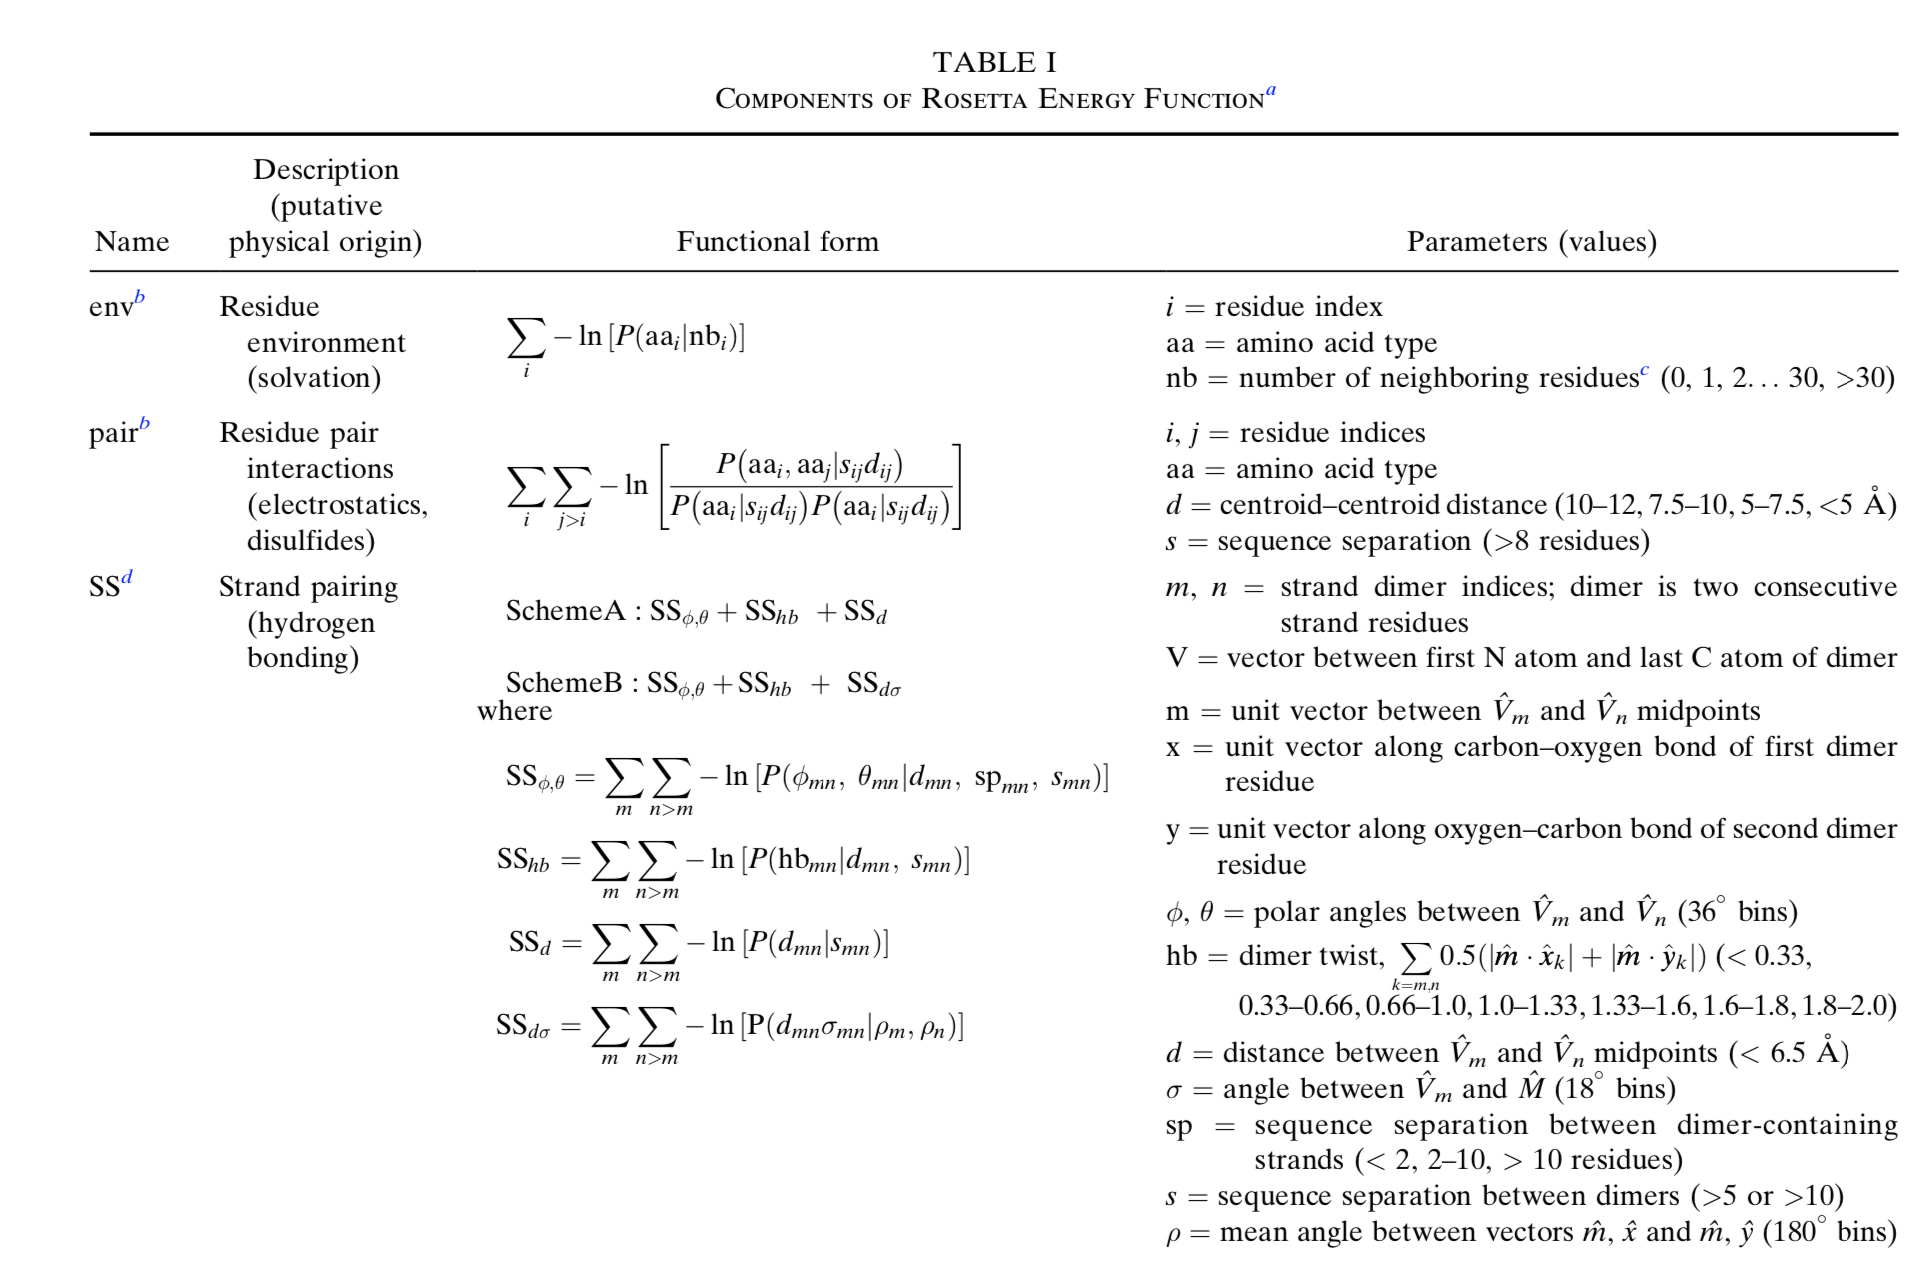 TABLE I
COMPONENTS OF ROSETTA ENERGY FUNCTIONᵃ
Name
Description
(putative
physical origin)
Functional form
Parameters (values)
envᵇ
Residue
environment
(solvation)
∑_i − ln [P(aa_i|nb_i)]
i = residue index
aa = amino acid type
nb = number of neighboring residuesᶜ (0, 1, 2… 30, >30)
pairᵇ
Residue pair
interactions
(electrostatics,
disulfides)
∑_i ∑_{j>i} − ln [P(aa_i, aa_j|s_ij d_ij) / P(aa_i|s_ij d_ij)P(aa_i|s_ij d_ij)]
i, j = residue indices
aa = amino acid type
d = centroid–centroid distance (10–12, 7.5–10, 5–7.5, <5 Å)
s = sequence separation (>8 residues)
SSᵈ
Strand pairing
(hydrogen
bonding)
SchemeA : SS_{ϕ,θ} + SS_hb + SS_d
SchemeB : SS_{ϕ,θ} + SS_hb + SS_dσ
where
SS_{ϕ,θ} = ∑_m ∑_{n>m} − ln [P(ϕ_mn, θ_mn|d_mn, sp_mn, s_mn)]
SS_hb = ∑_m ∑_{n>m} − ln [P(hb_mn|d_mn, s_mn)]
SS_d = ∑_m ∑_{n>m} − ln [P(d_mn|s_mn)]
SS_dσ = ∑_m ∑_{n>m} − ln [P(d_mn σ_mn|ρ_m, ρ_n)]
m, n = strand dimer indices; dimer is two consecutive
strand residues
V = vector between first N atom and last C atom of dimer
m = unit vector between V̂_m and V̂_n midpoints
x = unit vector along carbon–oxygen bond of first dimer
residue
y = unit vector along oxygen–carbon bond of second dimer
residue
ϕ, θ = polar angles between V̂_m and V̂_n (36° bins)
hb = dimer twist, ∑_{k=m,n} 0.5(|m̂ · x̂_k| + |m̂ · ŷ_k|) (< 0.33,
0.33–0.66, 0.66–1.0, 1.0–1.33, 1.33–1.6, 1.6–1.8, 1.8–2.0)
d = distance between V̂_m and V̂_n midpoints (< 6.5 Å)
σ = angle between V̂_m and M̂ (18° bins)
sp = sequence separation between dimer-containing
strands (< 2, 2–10, > 10 residues)
s = sequence separation between dimers (>5 or >10)
ρ = mean angle between vectors m̂, x̂ and m̂, ŷ (180° bins)